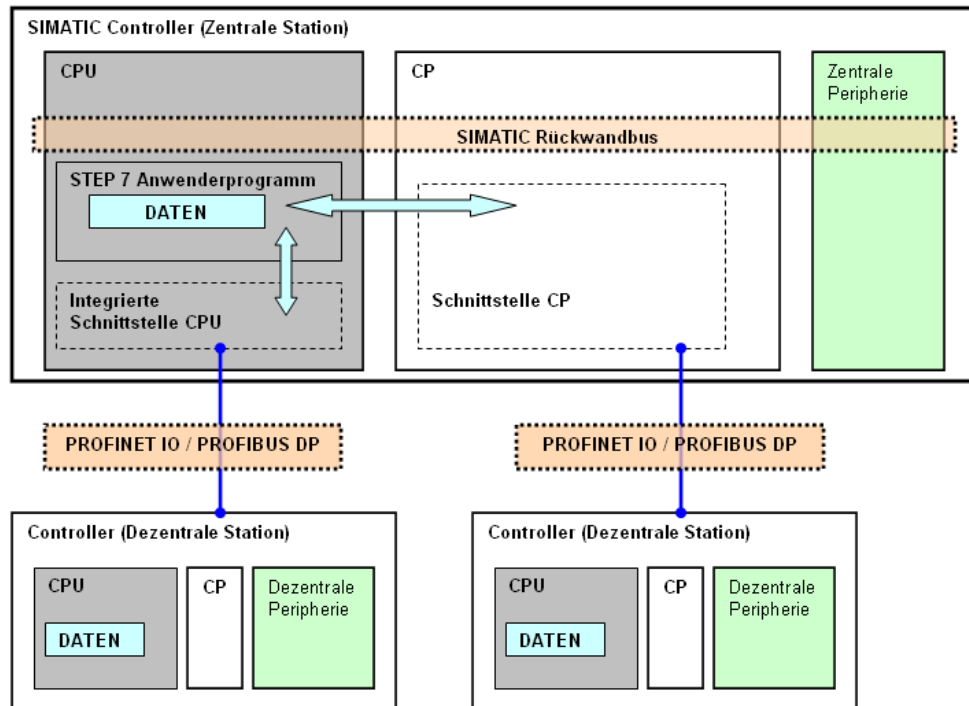 SIMATIC Controller (Zentrale Station)
CPU
CP
Zentrale
Peripherie
SIMATIC Rückwandbus
STEP 7 Anwenderprogramm
DATEN
Integrierte
Schnittstelle CPU
Schnittstelle CP
PROFINET IO / PROFIBUS DP
PROFINET IO / PROFIBUS DP
Controller (Dezentrale Station)
CPU
DATEN
CP
Dezentrale
Peripherie
Controller (Dezentrale Station)
CPU
DATEN
CP
Dezentrale
Peripherie